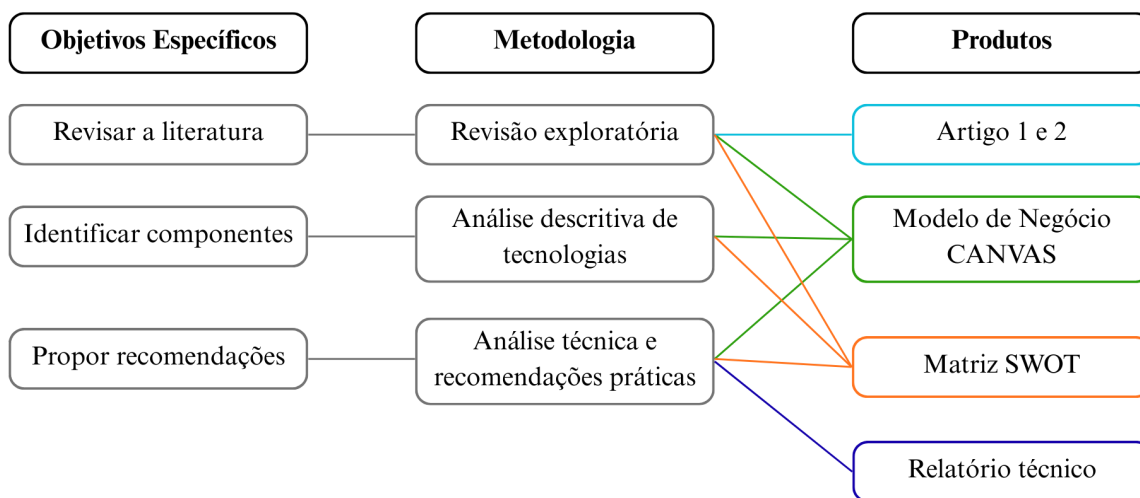 Objetivos Específicos
Metodologia
Produtos
Revisar a literatura
Revisão exploratória
Artigo 1 e 2
Identificar componentes
Análise descritiva de
tecnologias
Modelo de Negócio
CANVAS
Propor recomendações
Análise técnica e
recomendações práticas
Matriz SWOT
Relatório técnico